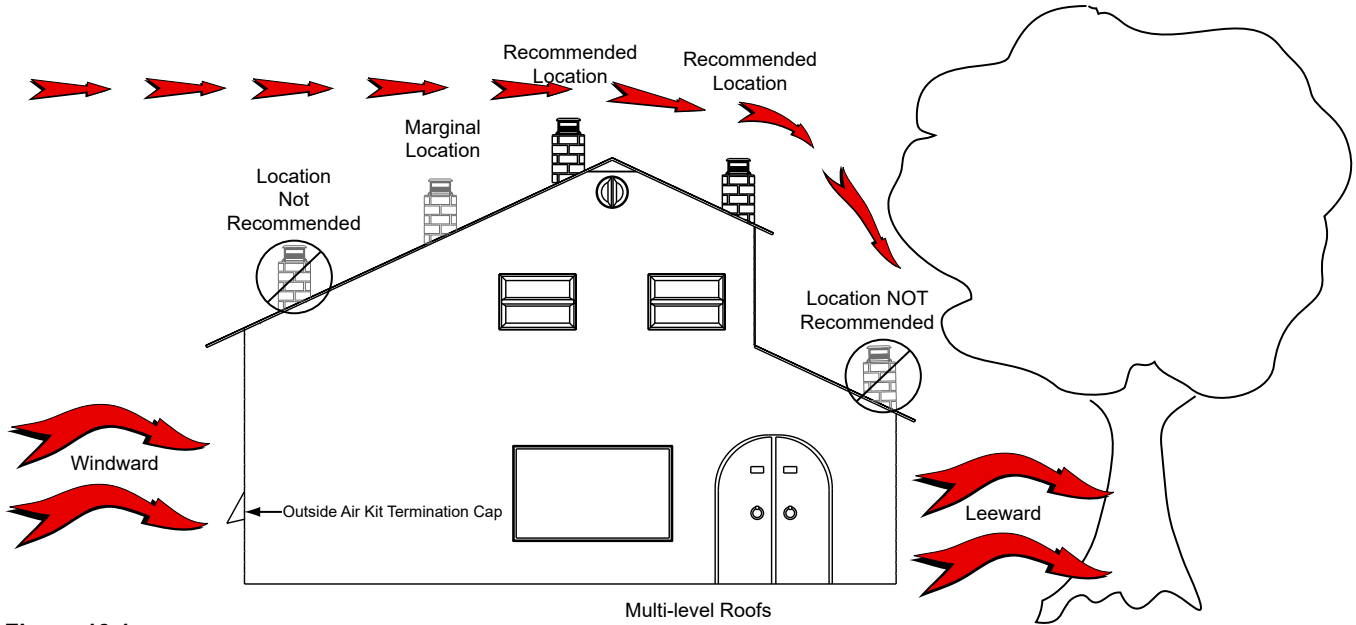 Recommended
Location
Recommended
Location
Marginal
Location
Location
Not
Recommended
Location NOT
Recommended
Windward
Outside Air Kit Termination Cap
Leeward
Multi-level Roofs